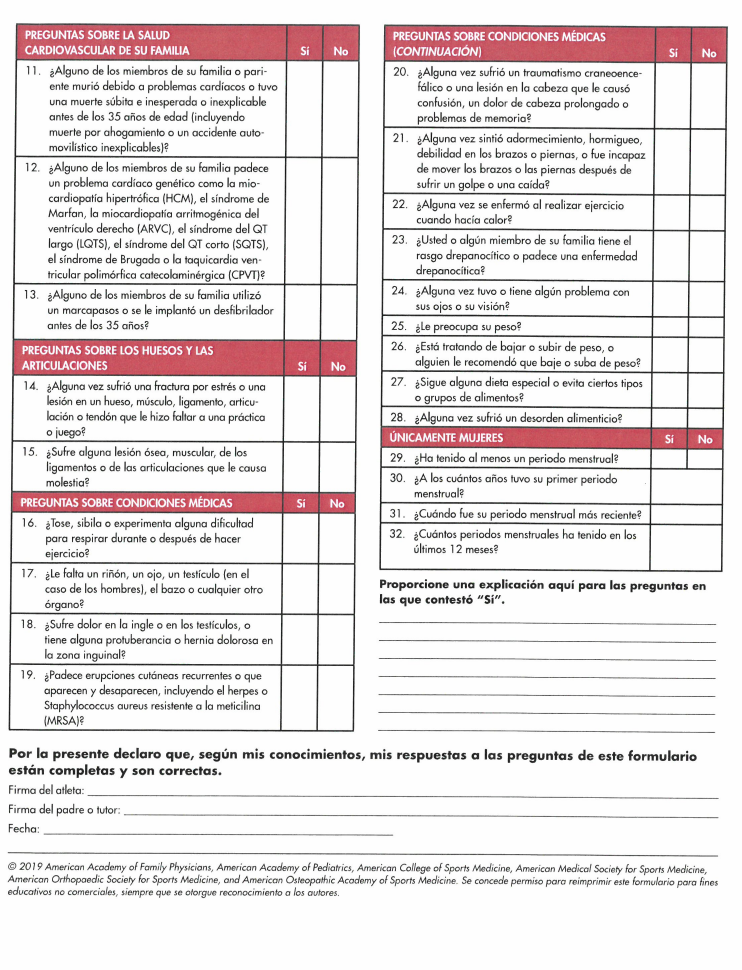 PREGUNTAS SOBRE LA SALUD
CARDIOVASCULAR DE SU FAMILIA Sí No
11. ¿Alguno de los miembros de su familia o pari-
ente murió debido a problemas cardíacos o tuvo
una muerte súbita e inesperada o inexplicable
antes de los 35 años de edad (incluyendo
muerte por ahogamiento o un accidente auto-
movilístico inexplicables)?
12. ¿Alguno de los miembros de su familia padece
un problema cardíaco genético como la mio-
cardiopatía hipertrófica (HCM), el síndrome de
Marfan, la miocardiopatía arritmogénica del
ventrículo derecho (ARVC), el síndrome del QT
largo (LQTS), el síndrome del QT corto (SQTS),
el síndrome de Brugada o la taquicardia ven-
tricular polimórfica catecolaminérgica (CPVT)?
13. ¿Alguno de los miembros de su familia utilizó
un marcapasos o se le implantó un desfibrilador
antes de los 35 años?
PREGUNTAS SOBRE LOS HUESOS Y LAS
ARTICULACIONES Sí No
14. ¿Alguna vez sufrió una fractura por estrés o una
lesión en un hueso, músculo, ligamento, articu-
lación o tendón que le hizo faltar a una práctica
o juego?
15. ¿Sufre alguna lesión ósea, muscular, de los
ligamentos o de las articulaciones que le causa
molestia?
PREGUNTAS SOBRE CONDICIONES MÉDICAS Sí No
16. ¿Tose, sibila o experimenta alguna dificultad
para respirar durante o después de hacer
ejercicio?
17. ¿Le falta un riñón, un ojo, un testículo (en el
caso de los hombres), el bazo o cualquier otro
órgano?
18. ¿Sufre dolor en la ingle o en los testículos, o
tiene alguna protuberancia o hernia dolorosa en
la zona inguinal?
19. ¿Padece erupciones cutáneas recurrentes o que
aparecen y desaparecen, incluyendo el herpes o
Staphylococcus aureus resistente a la meticilina
(MRSA)?
PREGUNTAS SOBRE CONDICIONES MÉDICAS
(CONTINUACIÓN) Sí No
20. ¿Alguna vez sufrió un traumatismo craneoence-
fálico o una lesión en la cabeza que le causó
confusión, un dolor de cabeza prolongado o
problemas de memoria?
21. ¿Alguna vez sintió adormecimiento, hormigueo,
debilidad en los brazos o piernas, o fue incapaz
de mover los brazos o las piernas después de
sufrir un golpe o una caída?
22. ¿Alguna vez se enfermó al realizar ejercicio
cuando hacía calor?
23. ¿Usted o algún miembro de su familia tiene el
rasgo drepanocítico o padece una enfermedad
drepanocítica?
24. ¿Alguna vez tuvo o tiene algún problema con
sus ojos o su visión?
25. ¿Le preocupa su peso?
26. ¿Está tratando de bajar o subir de peso, o
alguien le recomendó que baje o suba de peso?
27. ¿Sigue alguna dieta especial o evita ciertos tipos
o grupos de alimentos?
28. ¿Alguna vez sufrió un desorden alimenticio?
ÚNICAMENTE MUJERES Sí No
29. ¿Ha tenido al menos un periodo menstrual?
30. ¿A los cuántos años tuvo su primer periodo
menstrual?
31. ¿Cuándo fue su periodo menstrual más reciente?
32. ¿Cuántos periodos menstruales ha tenido en los
últimos 12 meses?
Proporcione una explicación aquí para las preguntas en
las que contestó “Sí”.
Por la presente declaro que, según mis conocimientos, mis respuestas a las preguntas de este formulario
están completas y son correctas.
Firma del atleta:
Firma del padre o tutor:
Fecha:
© 2019 American Academy of Family Physicians, American Academy of Pediatrics, American College of Sports Medicine, American Medical Society for Sports Medicine,
American Orthopaedic Society for Sports Medicine, and American Osteopathic Academy of Sports Medicine. Se concede permiso para reimprimir este formulario para fines
educativos no comerciales, siempre que se otorgue reconocimiento a los autores.